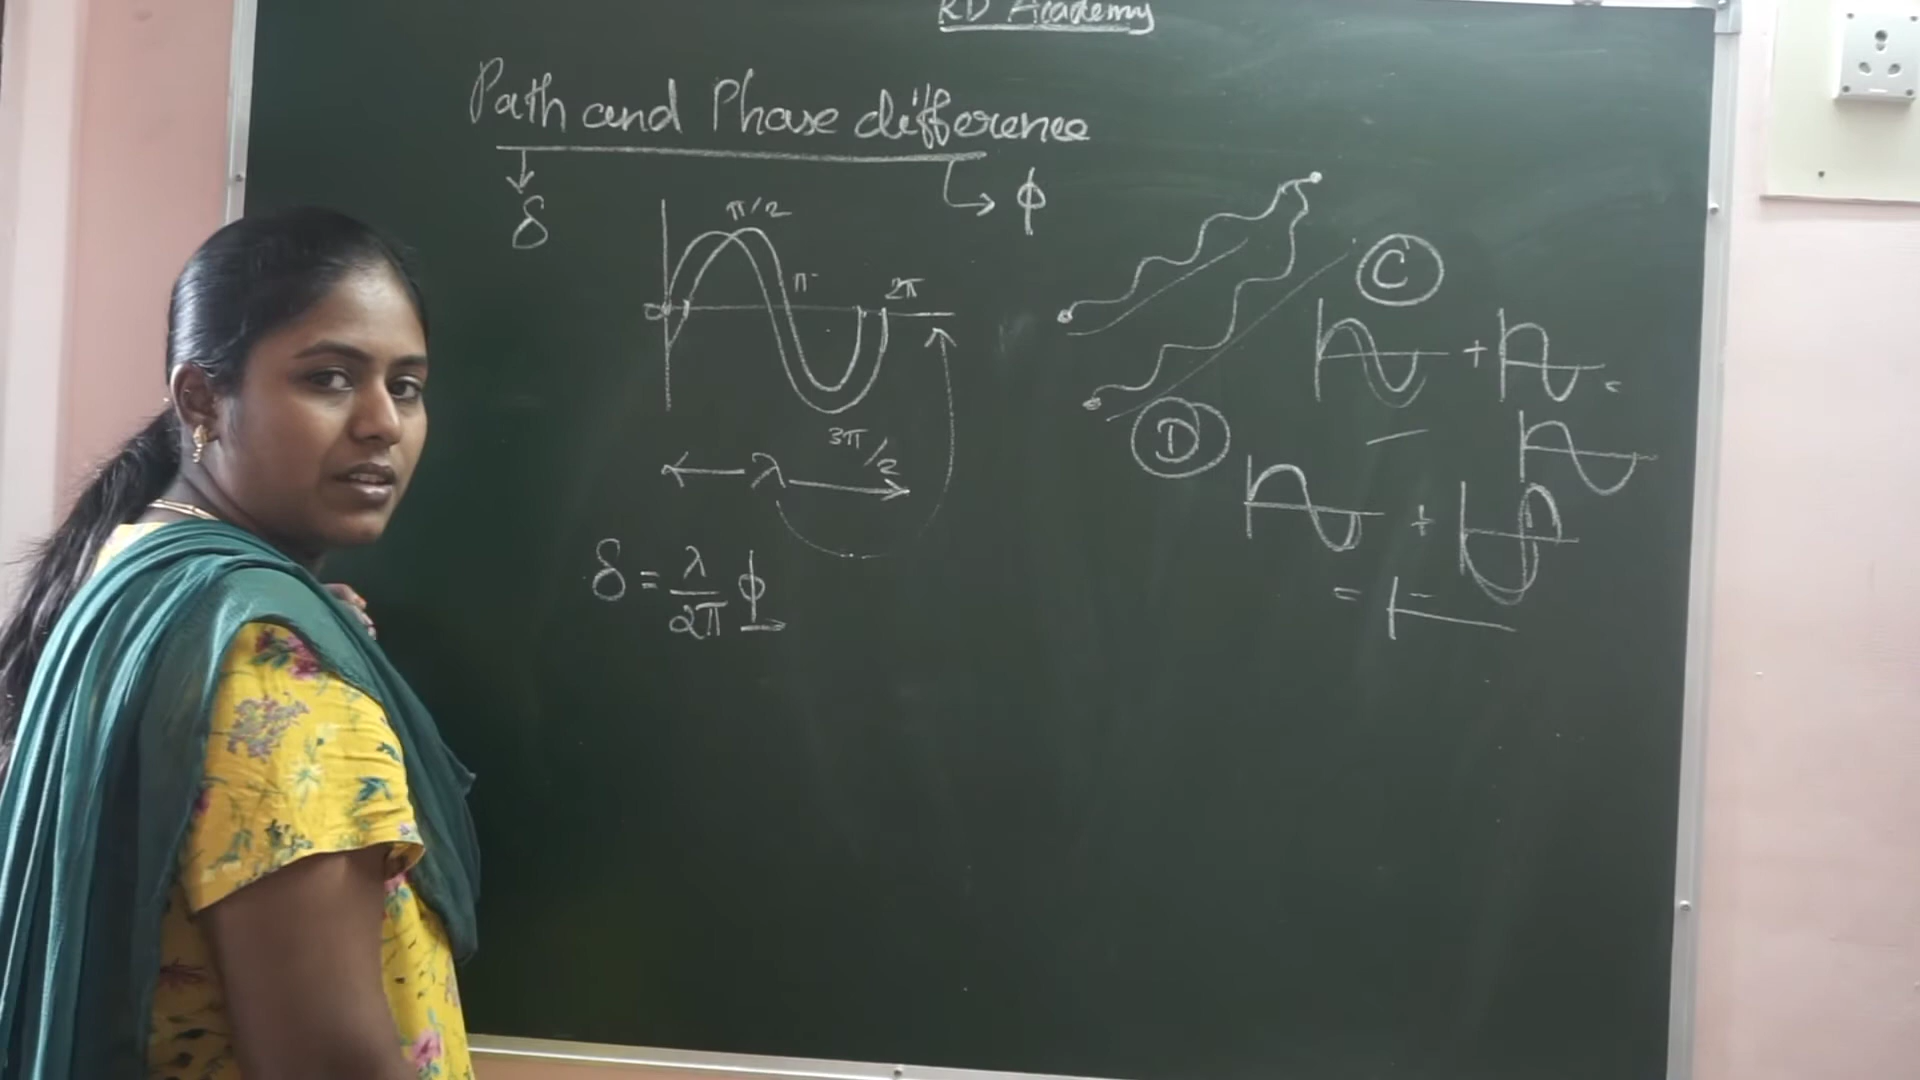 RD Academy
Path and Phase difference
δ
ϕ
π/2
π
2π
3π/2
λ
δ = λ/2π ϕ
C
+
=
D
+
=